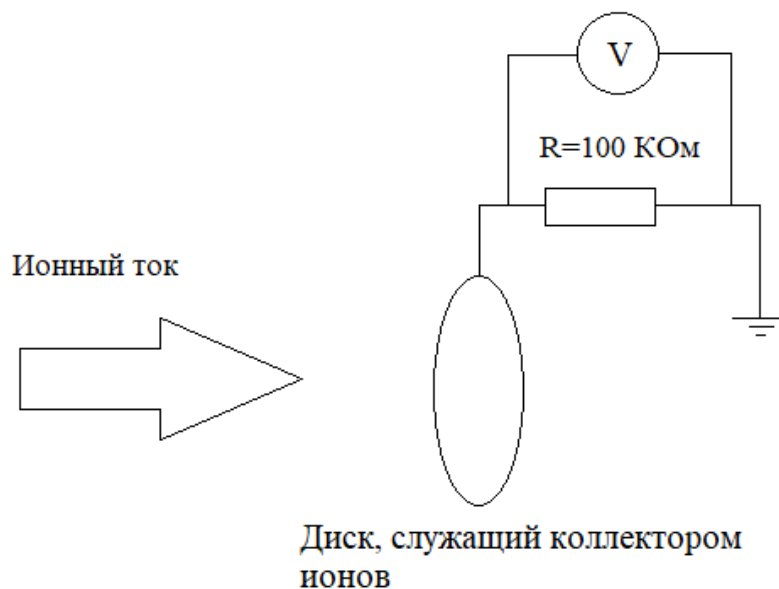 V
R=100 КОм
Ионный ток
Диск, служащий коллектором
ионов